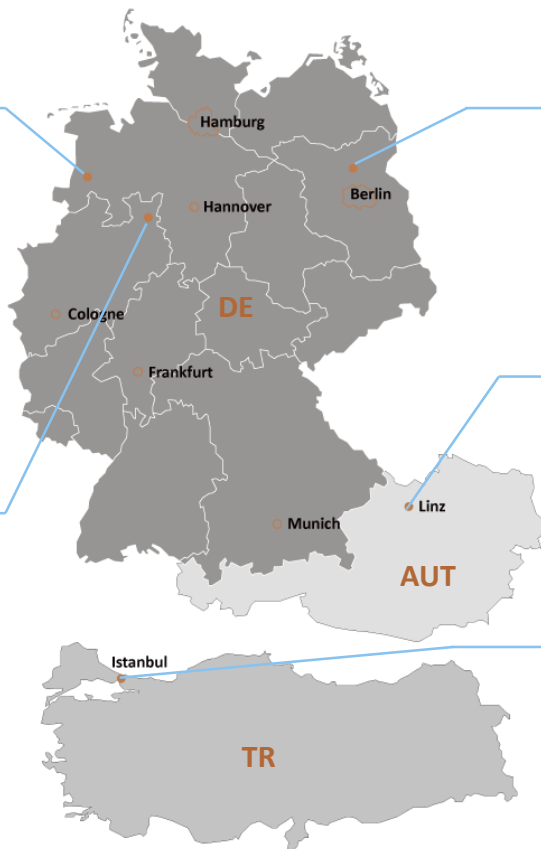 Hamburg
Berlin
Hannover
DE
Cologne
Frankfurt
Linz
Munich
AUT
Istanbul
TR